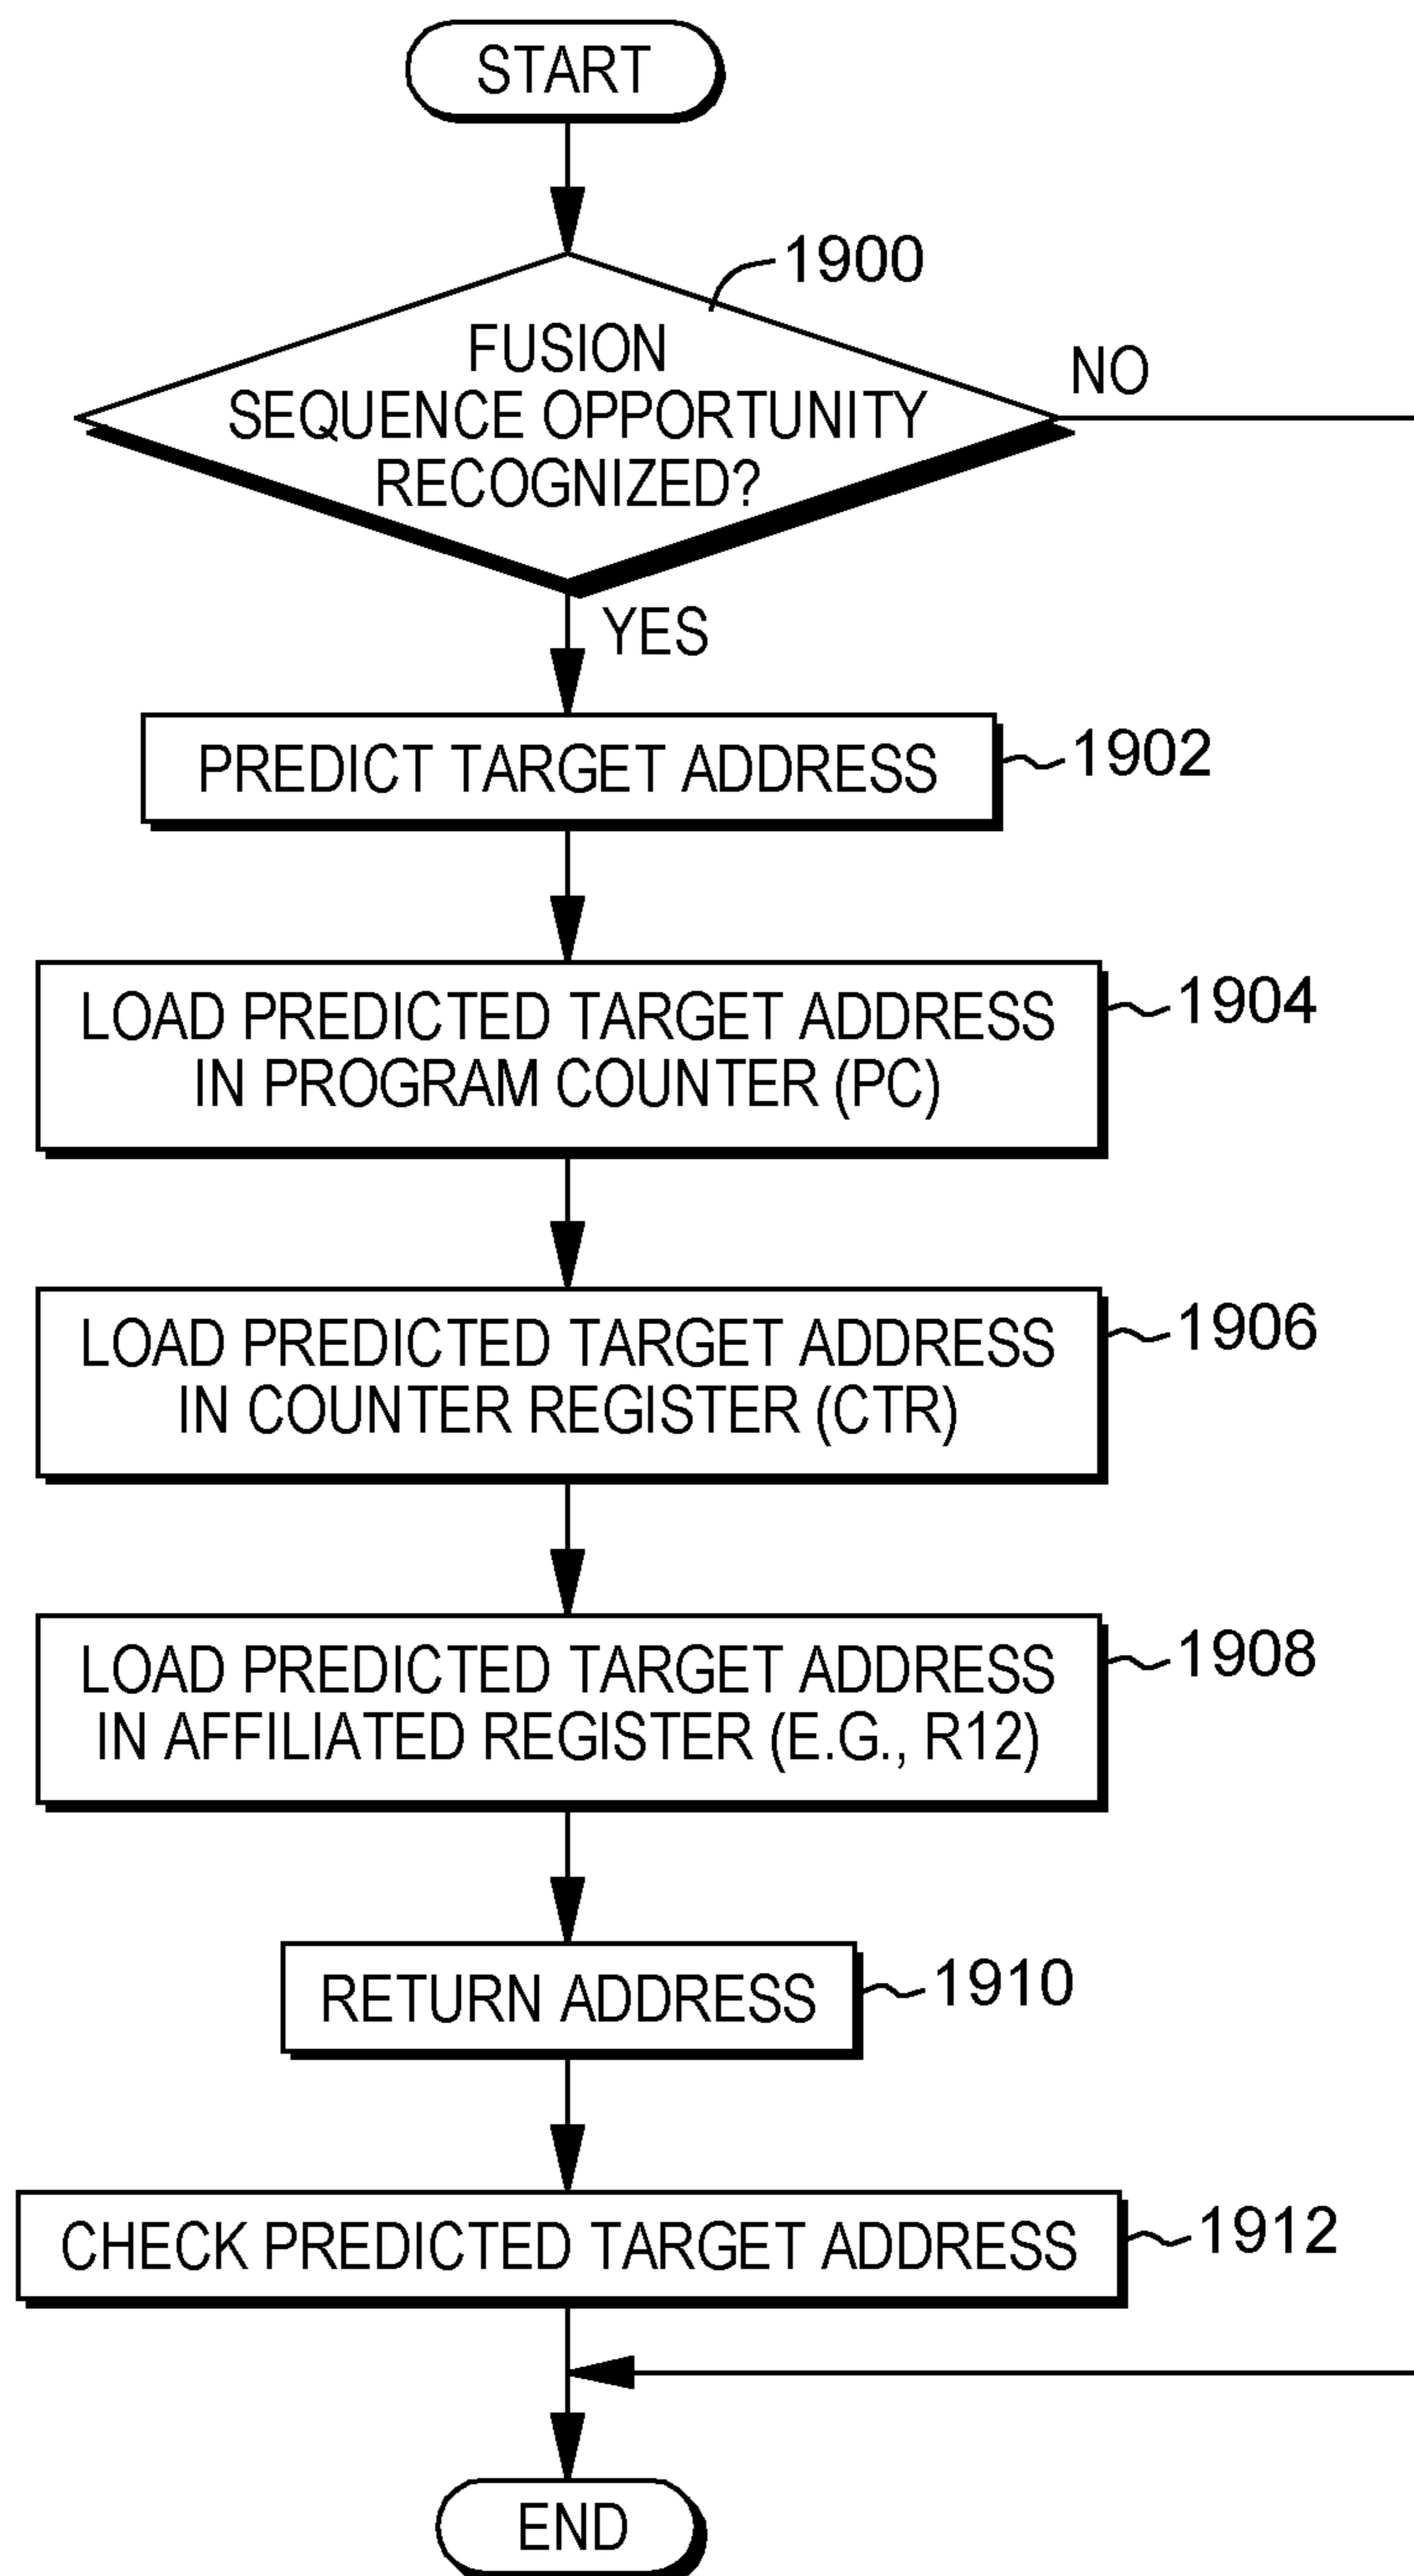 START
1900
FUSION
SEQUENCE OPPORTUNITY
RECOGNIZED?
NO
YES
PREDICT TARGET ADDRESS
1902
LOAD PREDICTED TARGET ADDRESS
IN PROGRAM COUNTER (PC)
1904
LOAD PREDICTED TARGET ADDRESS
IN COUNTER REGISTER (CTR)
1906
LOAD PREDICTED TARGET ADDRESS
IN AFFILIATED REGISTER (E.G., R12)
1908
RETURN ADDRESS
1910
CHECK PREDICTED TARGET ADDRESS
1912
END